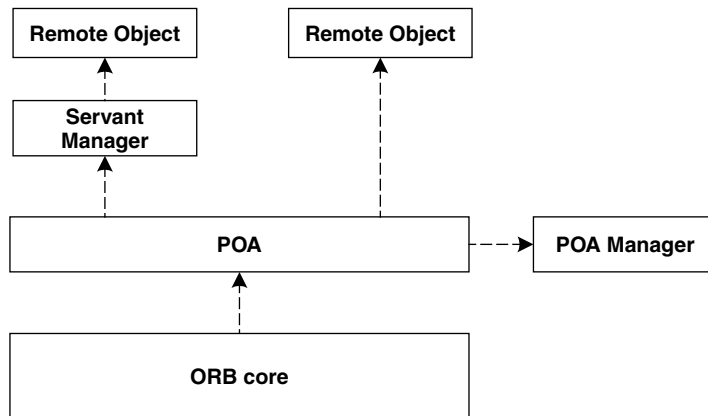 Remote Object
Remote Object
Servant
Manager
POA
POA Manager
ORB core